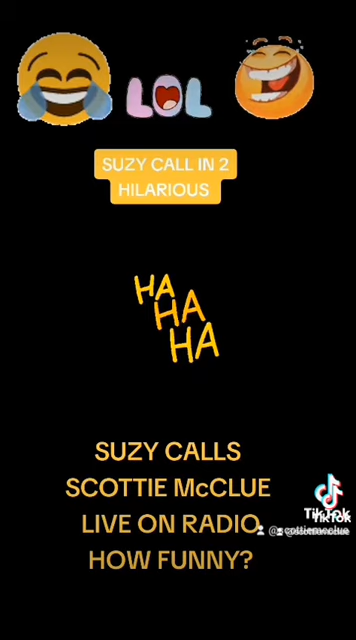 LOL
SUZY CALL IN 2
HILARIOUS
HA
HA
HA
SUZY CALLS
SCOTTIE McCLUE
LIVE ON RADIO
HOW FUNNY?
TikTok
TikTok